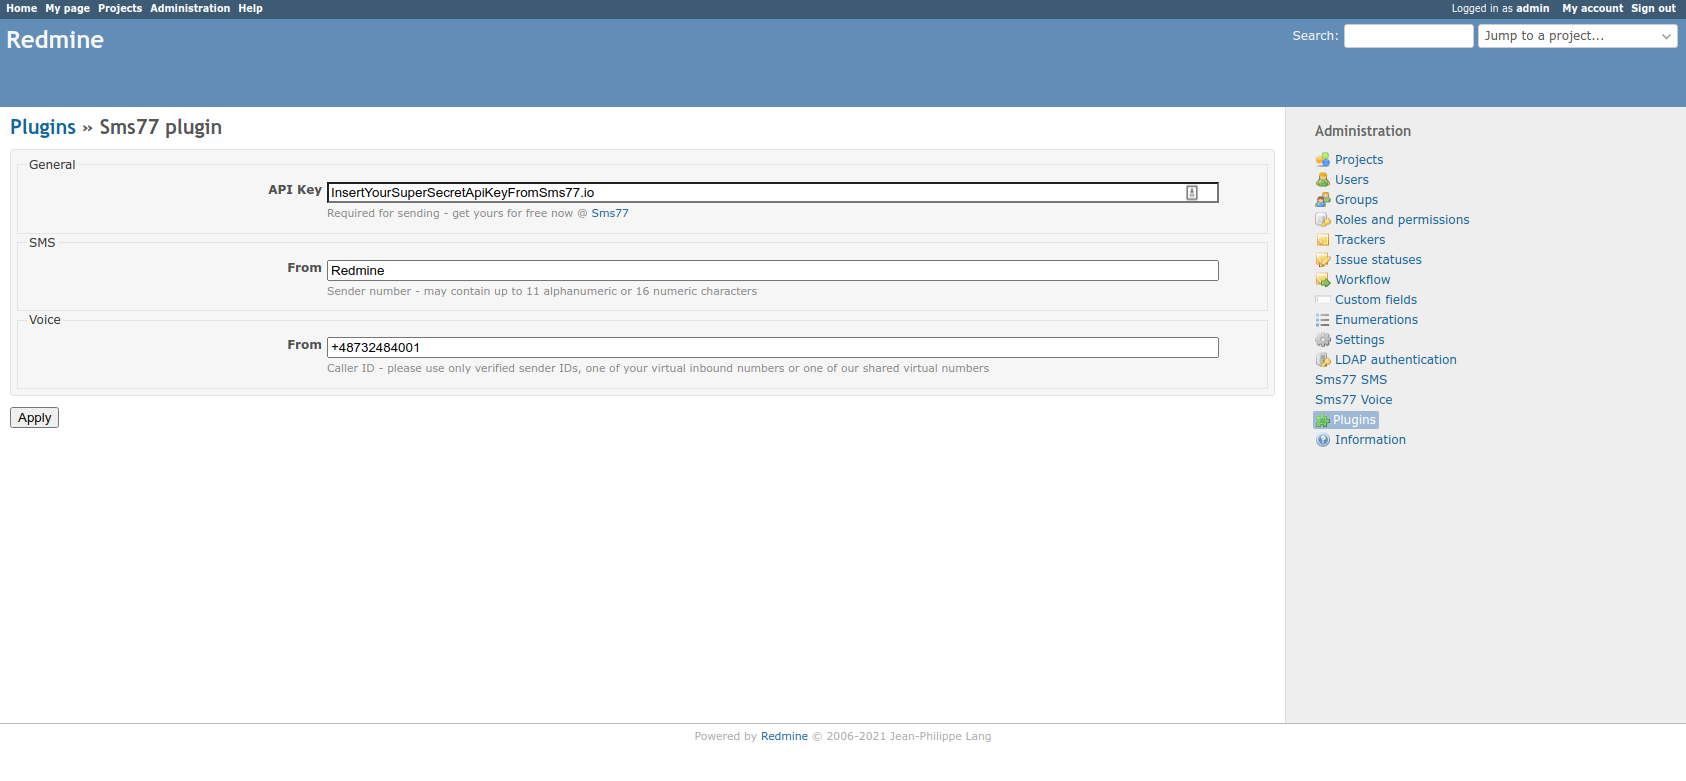 Home My page Projects Administration Help
Logged in as admin My account Sign out
Redmine
Search: Jump to a project...
Plugins » Sms77 plugin
General
API Key InsertYourSuperSecretApiKeyFromSms77.io
Required for sending - get yours for free now @ Sms77
SMS
From Redmine
Sender number - may contain up to 11 alphanumeric or 16 numeric characters
Voice
From +48732484001
Caller ID - please use only verified sender IDs, one of your virtual inbound numbers or one of our shared virtual numbers
Apply
Administration
Projects
Users
Groups
Roles and permissions
Trackers
Issue statuses
Workflow
Custom fields
Enumerations
Settings
LDAP authentication
Sms77 SMS
Sms77 Voice
Plugins
Information
Powered by Redmine © 2006-2021 Jean-Philippe Lang